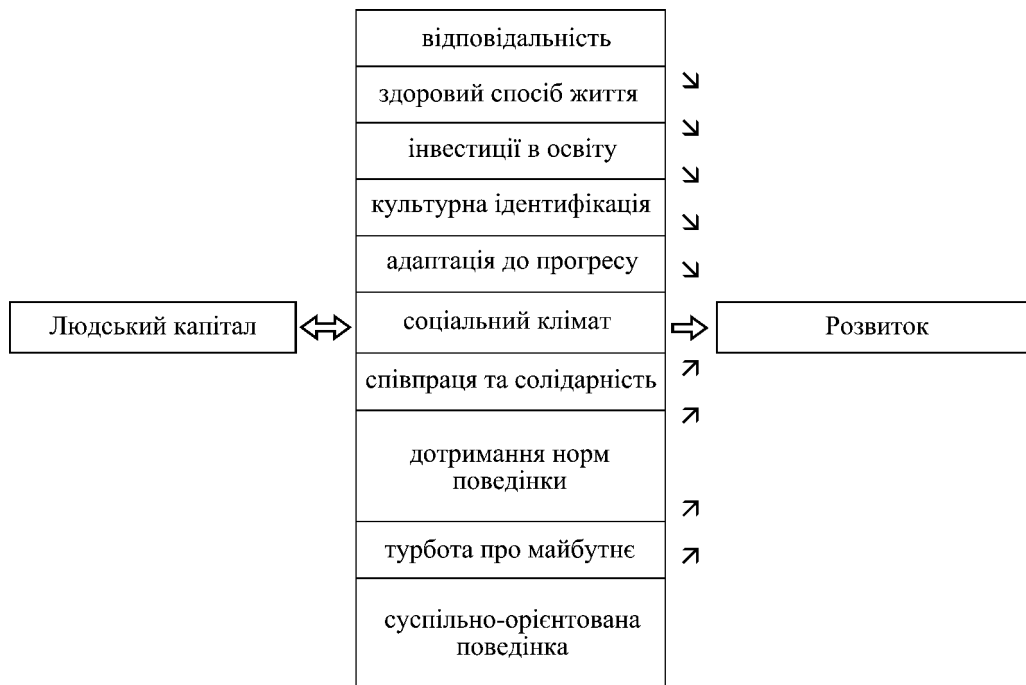 відповідальність
здоровий спосіб життя
інвестиції в освіту
культурна ідентифікація
адаптація до прогресу
Людський капітал
соціальний клімат
Розвиток
співпраця та солідарність
дотримання норм
поведінки
турбота про майбутнє
суспільно-орієнтована
поведінка